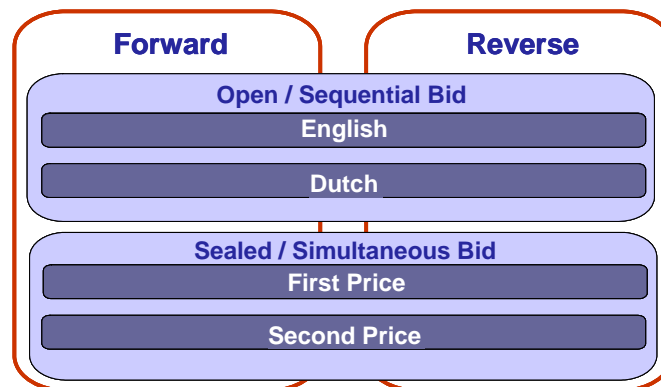 Forward
Reverse
Open / Sequential Bid
English
Dutch
Sealed / Simultaneous Bid
First Price
Second Price